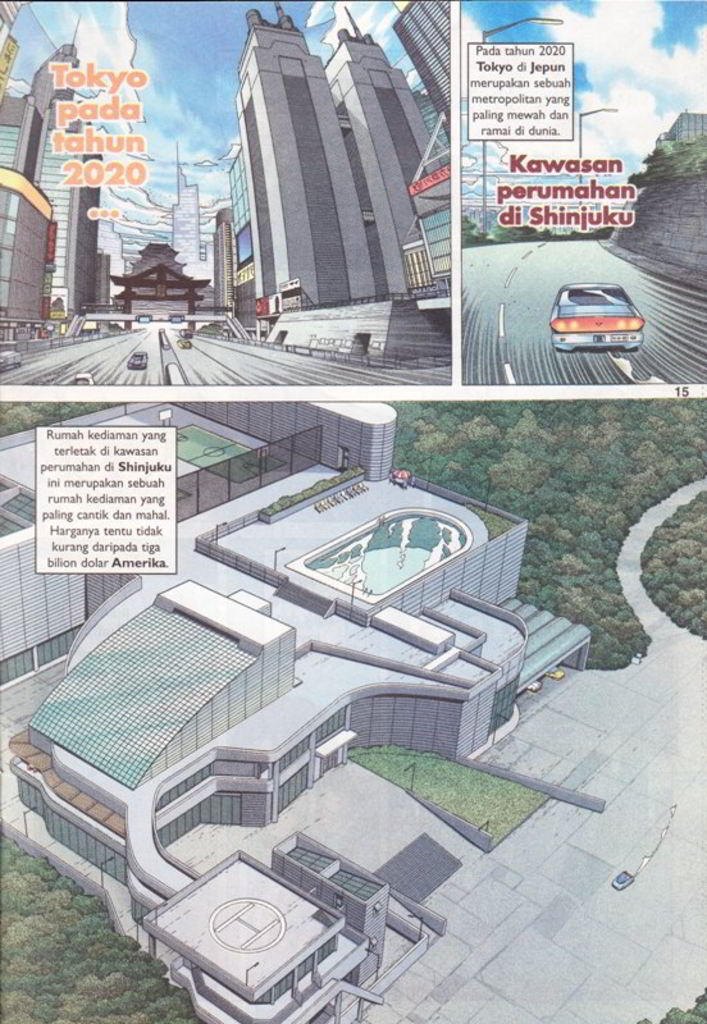 Tokyo
pada
tahun
2020
...
Pada tahun 2020
Tokyo di Jepun
merupakan sebuah
metropolitan yang
paling mewah dan
ramai di dunia.
Kawasan
perumahan
di Shinjuku
15
Rumah kediaman yang
terletak di kawasan
perumahan di Shinjuku
ini merupakan sebuah
rumah kediaman yang
paling cantik dan mahal.
Harganya tentu tidak
kurang daripada tiga
bilion dolar Amerika.
H